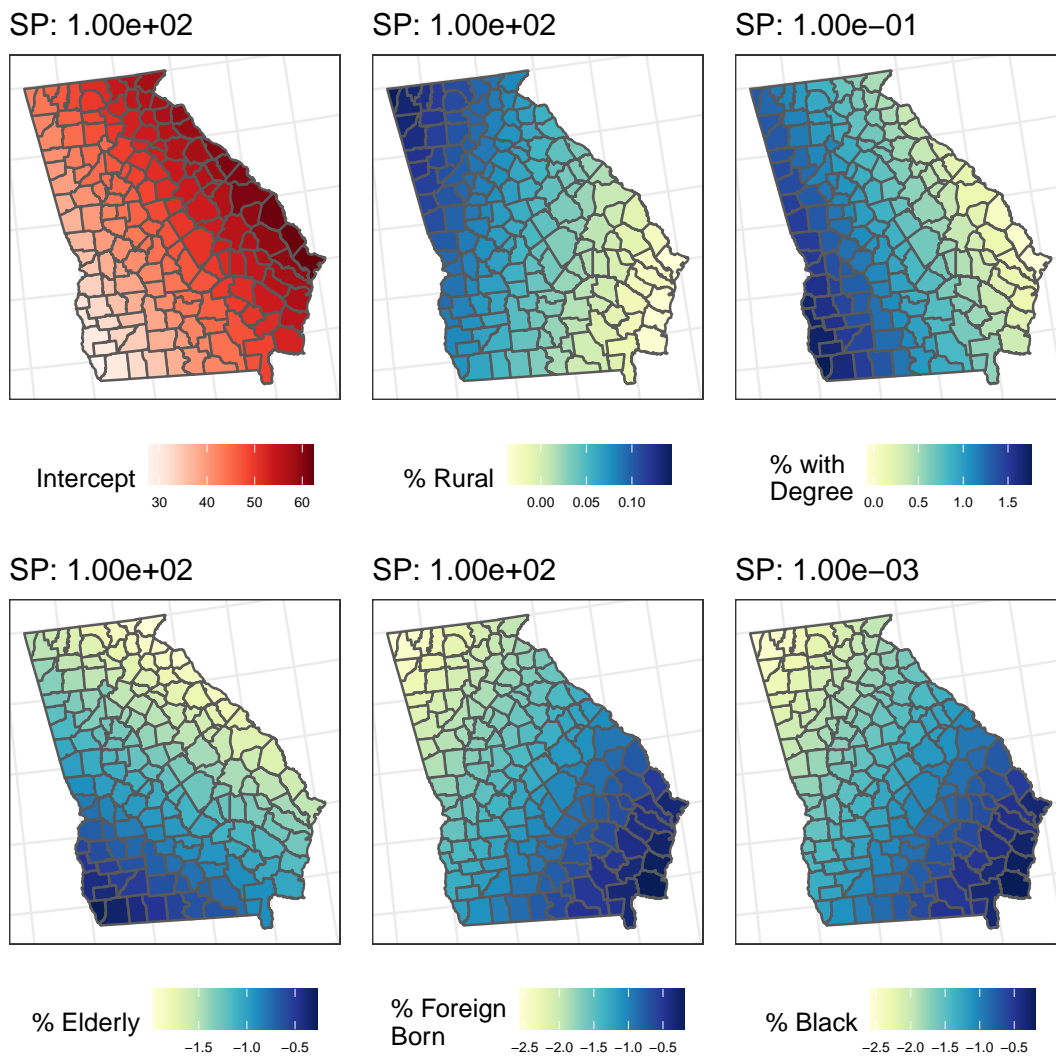 SP: 1.00e+02
SP: 1.00e+02
SP: 1.00e−01
Intercept
30 40 50 60
% Rural
0.00 0.05 0.10
% with
Degree
0.0 0.5 1.0 1.5
SP: 1.00e+02
SP: 1.00e+02
SP: 1.00e−03
% Elderly
−1.5 −1.0 −0.5
% Foreign
Born
−2.5 −2.0 −1.5 −1.0 −0.5
% Black
−2.5 −2.0 −1.5 −1.0 −0.5